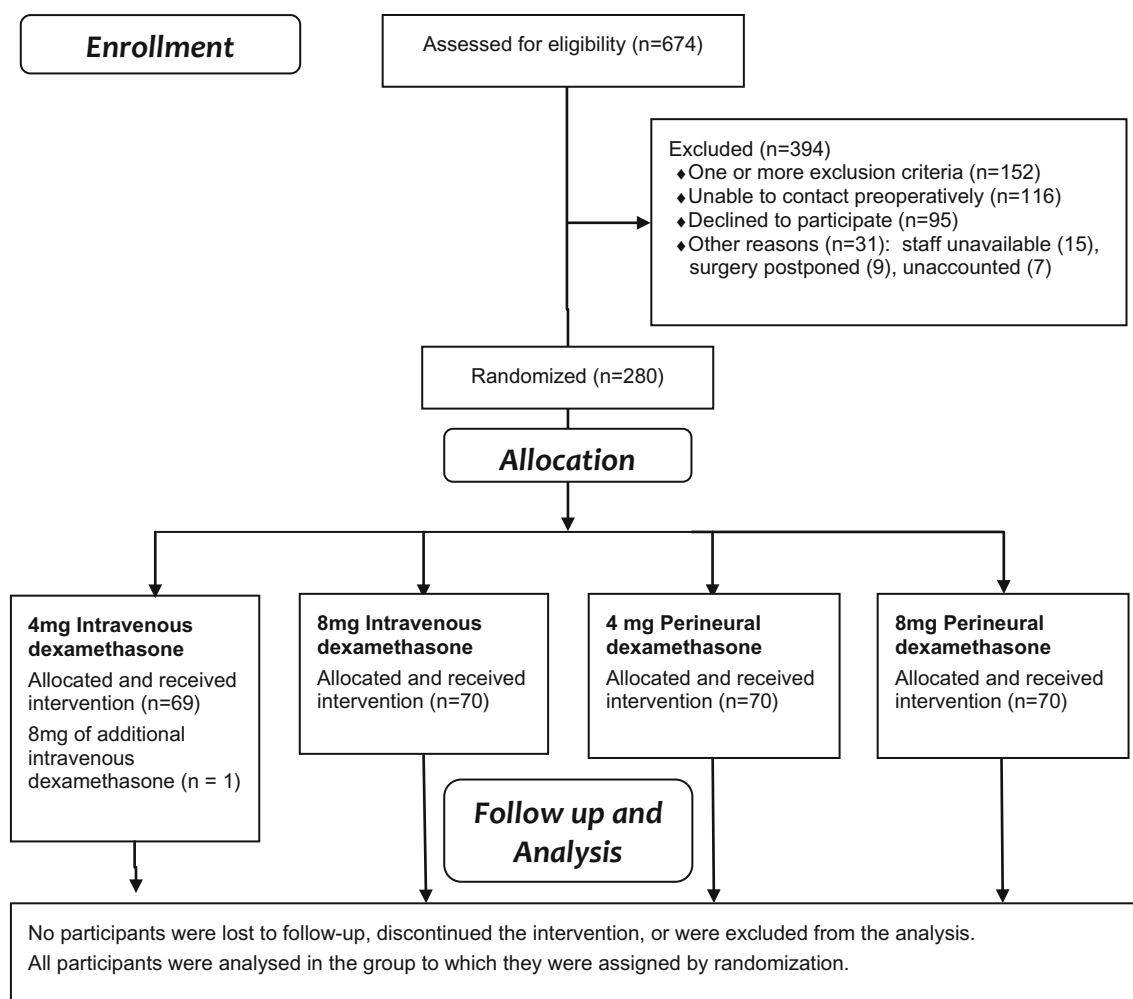 Enrollment
Assessed for eligibility (n=674)
Excluded (n=394)
♦One or more exclusion criteria (n=152)
♦Unable to contact preoperatively (n=116)
♦Declined to participate (n=95)
♦Other reasons (n=31): staff unavailable (15),
surgery postponed (9), unaccounted (7)
Randomized (n=280)
Allocation
4mg Intravenous
dexamethasone
Allocated and received
intervention (n=69)
8mg of additional
intravenous
dexamethasone (n = 1)
8mg Intravenous
dexamethasone
Allocated and received
intervention (n=70)
4 mg Perineural
dexamethasone
Allocated and received
intervention (n=70)
8mg Perineural
dexamethasone
Allocated and received
intervention (n=70)
Follow up and
Analysis
No participants were lost to follow-up, discontinued the intervention, or were excluded from the analysis.
All participants were analysed in the group to which they were assigned by randomization.